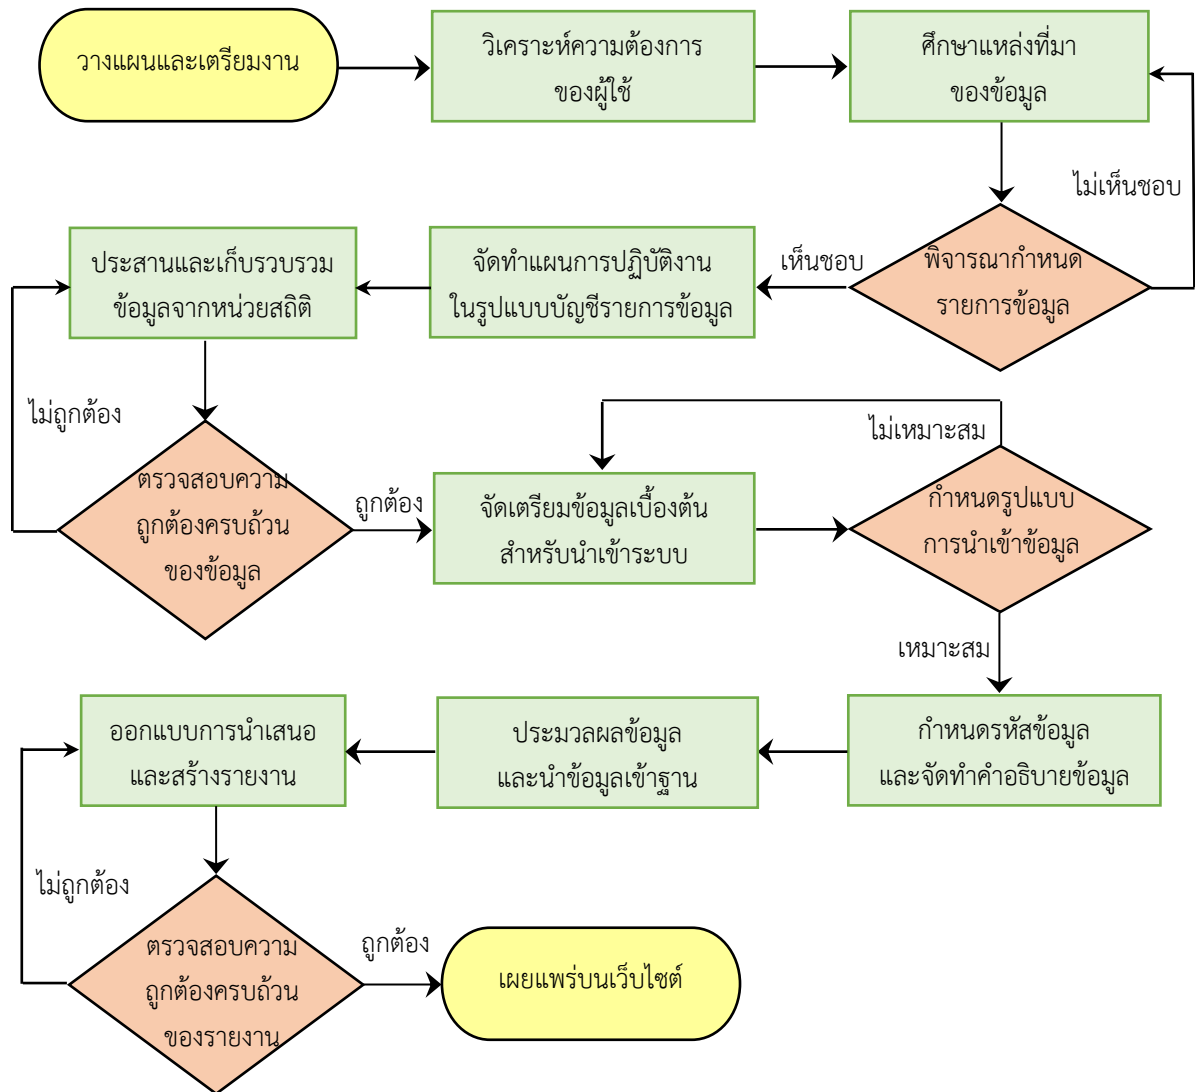 วางแผนและเตรียมงาน
วิเคราะห์ความต้องการ
ของผู้ใช้
ศึกษาแหล่งที่มา
ของข้อมูล
ไม่เห็นชอบ
พิจารณากำหนด
รายการข้อมูล
เห็นชอบ
จัดทำแผนการปฏิบัติงาน
ในรูปแบบบัญชีรายการข้อมูล
ประสานและเก็บรวบรวม
ข้อมูลจากหน่วยสถิติ
ไม่ถูกต้อง
ตรวจสอบความ
ถูกต้องครบถ้วน
ของข้อมูล
ถูกต้อง
จัดเตรียมข้อมูลเบื้องต้น
สำหรับนำเข้าระบบ
ไม่เหมาะสม
กำหนดรูปแบบ
การนำเข้าข้อมูล
เหมาะสม
กำหนดรหัสข้อมูล
และจัดทำคำอธิบายข้อมูล
ประมวลผลข้อมูล
และนำข้อมูลเข้าฐาน
ออกแบบการนำเสนอ
และสร้างรายงาน
ไม่ถูกต้อง
ตรวจสอบความ
ถูกต้องครบถ้วน
ของรายงาน
ถูกต้อง
เผยแพร่บนเว็บไซต์